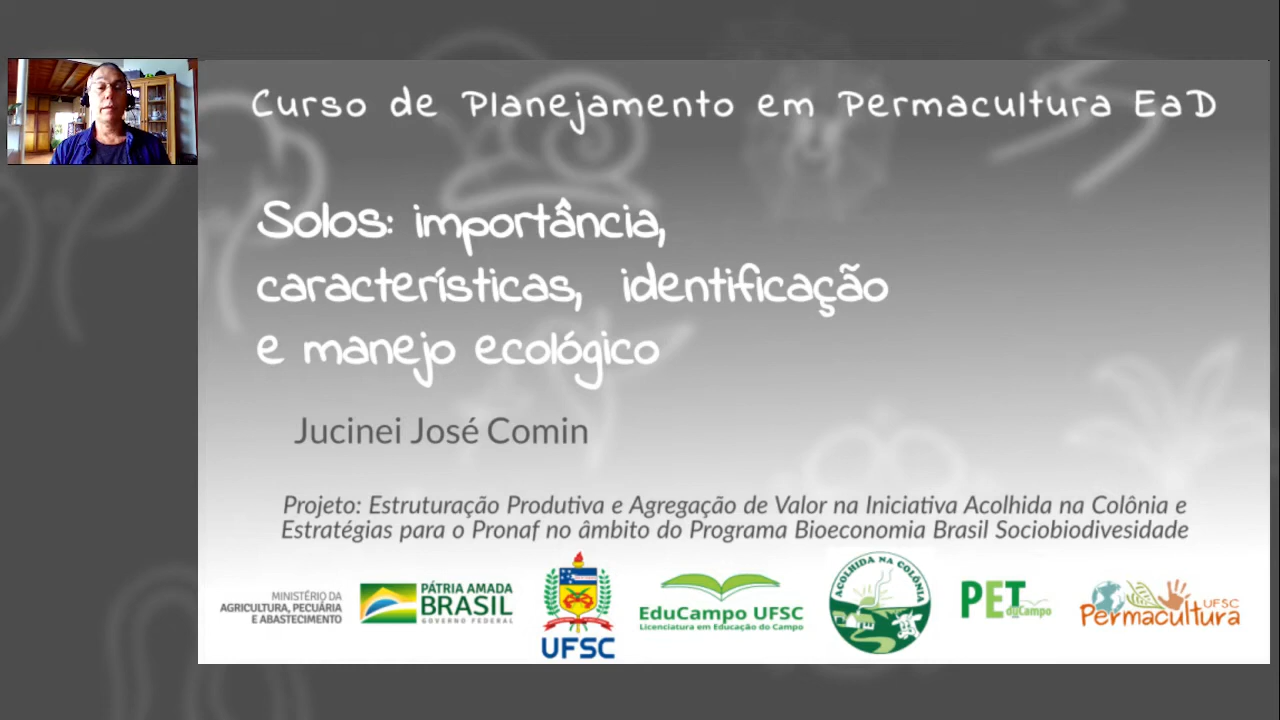 Curso de Planejamento em Permacultura EaD
Solos: importância,
características, identificação
e manejo ecológico
Jucinei José Comin
Projeto: Estruturação Produtiva e Agregação de Valor na Iniciativa Acolhida na Colônia e
Estratégias para o Pronaf no âmbito do Programa Bioeconomia Brasil Sociobiodivesidade
MINISTÉRIO DA
AGRICULTURA, PECUÁRIA
E ABASTECIMENTO
PÁTRIA AMADA
BRASIL
GOVERNO FEDERAL
UFSC
EduCampo UFSC
Licenciatura em Educação do Campo
ACOLHIDA NA COLÔNIA
PET
duCampo
UFSC
Permacultura